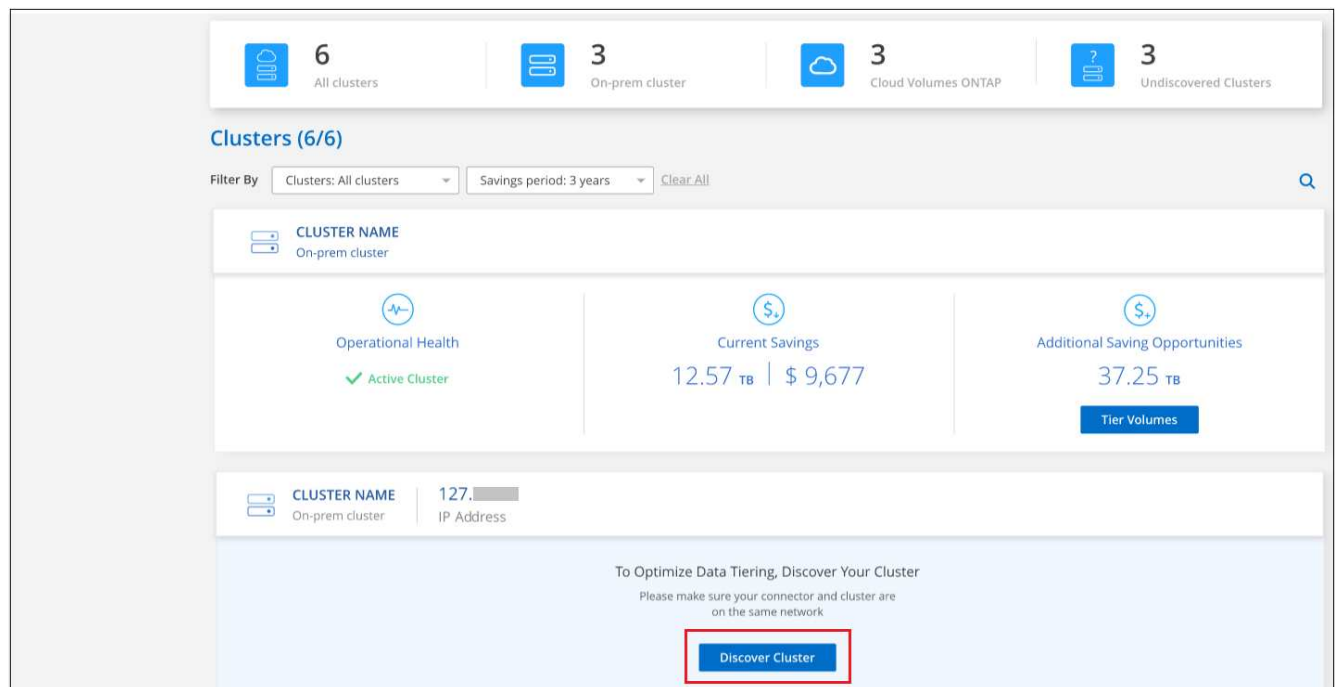 6
All clusters
3
On-prem cluster
3
Cloud Volumes ONTAP
?
3
Undiscovered Clusters
Clusters (6/6)
Filter By
Clusters: All clusters
Savings period: 3 years
Clear All
CLUSTER NAME
On-prem cluster
Operational Health
Active Cluster
$
Current Savings
12.57 TB | $ 9,677
$+
Additional Saving Opportunities
37.25 TB
Tier Volumes
CLUSTER NAME
On-prem cluster
127.
IP Address
To Optimize Data Tiering, Discover Your Cluster
Please make sure your connector and cluster are
on the same network
Discover Cluster